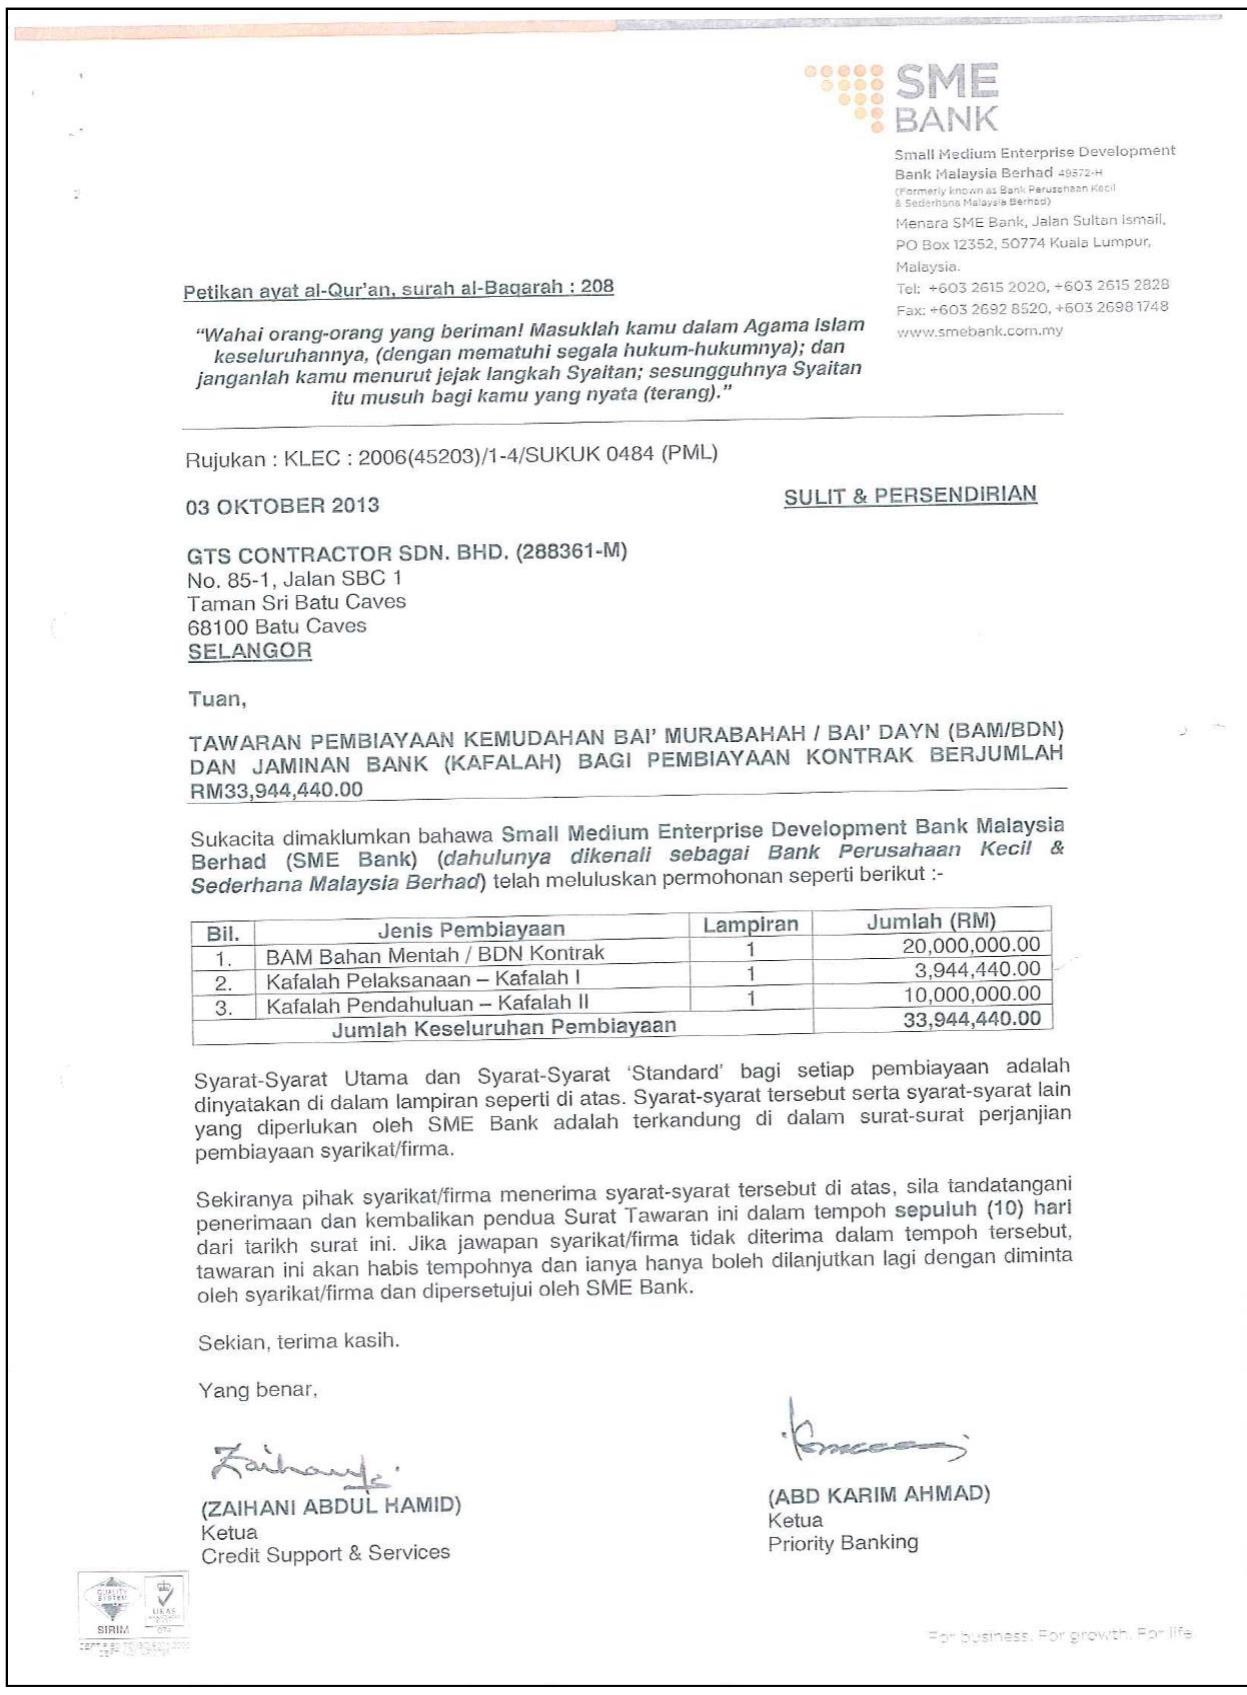 SME
BANK
Small Medium Enterprise Development
Bank Malaysia Berhad 49572-H
(Formerly known as Bank Perusahaan Kecil
& Sederhana Malaysia Berhad)
Menara SME Bank, Jalan Sultan Ismail,
PO Box 12352, 50774 Kuala Lumpur,
Malaysia.
Tel: +603 2615 2020, +603 2615 2828
Fax: +603 2692 8520, +603 2698 1748
www.smebank.com.my
Petikan ayat al-Qur'an, surah al-Baqarah : 208
"Wahai orang-orang yang beriman! Masuklah kamu dalam Agama Islam
keseluruhannya, (dengan mematuhi segala hukum-hukumnya); dan
janganlah kamu menurut jejak langkah Syaitan; sesungguhnya Syaitan
itu musuh bagi kamu yang nyata (terang)."
Rujukan : KLEC : 2006(45203)/1-4/SUKUK 0484 (PML)
03 OKTOBER 2013 SULIT & PERSENDIRIAN
GTS CONTRACTOR SDN. BHD. (288361-M)
No. 85-1, Jalan SBC 1
Taman Sri Batu Caves
68100 Batu Caves
SELANGOR
Tuan,
TAWARAN PEMBIAYAAN KEMUDAHAN BAI' MURABAHAH / BAI' DAYN (BAM/BDN)
DAN JAMINAN BANK (KAFALAH) BAGI PEMBIAYAAN KONTRAK BERJUMLAH
RM33,944,440.00
Sukacita dimaklumkan bahawa Small Medium Enterprise Development Bank Malaysia
Berhad (SME Bank) (dahulunya dikenali sebagai Bank Perusahaan Kecil &
Sederhana Malaysia Berhad) telah meluluskan permohonan seperti berikut :-
Bil. Jenis Pembiayaan Lampiran Jumlah (RM)
1. BAM Bahan Mentah / BDN Kontrak 1 20,000,000.00
2. Kafalah Pelaksanaan – Kafalah I 1 3,944,440.00
3. Kafalah Pendahuluan – Kafalah II 1 10,000,000.00
Jumlah Keseluruhan Pembiayaan 33,944,440.00
Syarat-Syarat Utama dan Syarat-Syarat 'Standard' bagi setiap pembiayaan adalah
dinyatakan di dalam lampiran seperti di atas. Syarat-syarat tersebut serta syarat-syarat lain
yang diperlukan oleh SME Bank adalah terkandung di dalam surat-surat perjanjian
pembiayaan syarikat/firma.
Sekiranya pihak syarikat/firma menerima syarat-syarat tersebut di atas, sila tandatangani
penerimaan dan kembalikan pendua Surat Tawaran ini dalam tempoh sepuluh (10) hari
dari tarikh surat ini. Jika jawapan syarikat/firma tidak diterima dalam tempoh tersebut,
tawaran ini akan habis tempohnya dan ianya hanya boleh dilanjutkan lagi dengan diminta
oleh syarikat/firma dan dipersetujui oleh SME Bank.
Sekian, terima kasih.
Yang benar,
(ZAIHANI ABDUL HAMID)
Ketua
Credit Support & Services
(ABD KARIM AHMAD)
Ketua
Priority Banking
QUALITY
SYSTEM
SIRIM
UKAS
For business. For growth. For life.